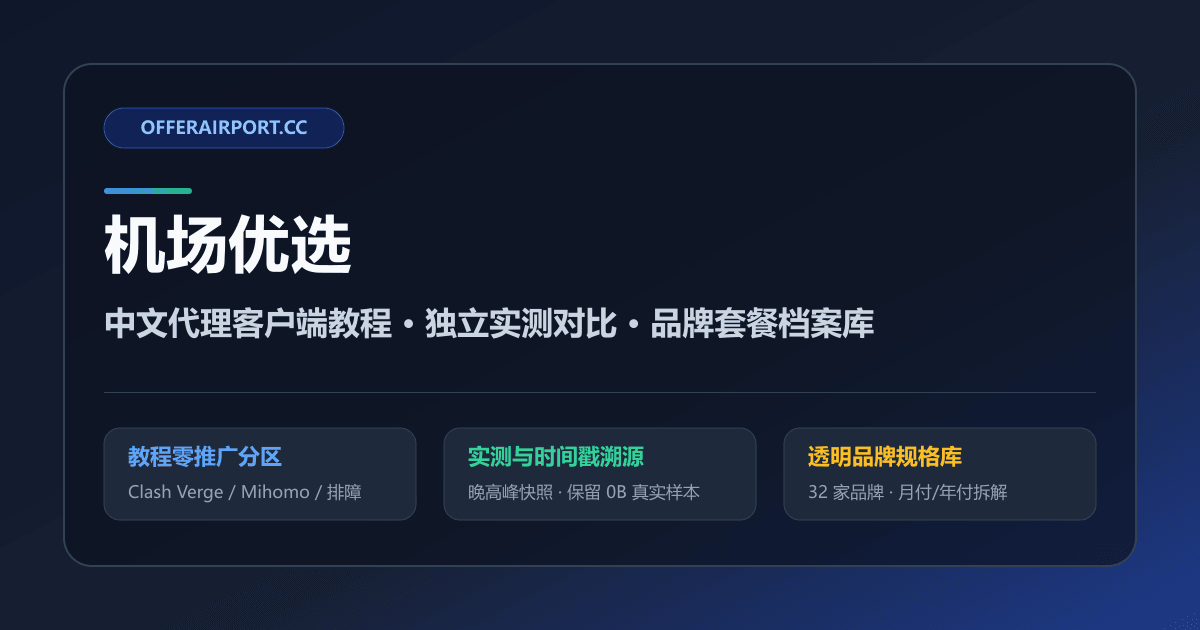 OFFERAIRPORT.CC
机场优选
中文代理客户端教程 • 独立实测对比 • 品牌套餐档案库
教程零推广分区
Clash Verge / Mihomo / 排障
实测与时间戳溯源
晚高峰快照 · 保留 0B 真实样本
透明品牌规格库
32 家品牌 · 月付/年付拆解